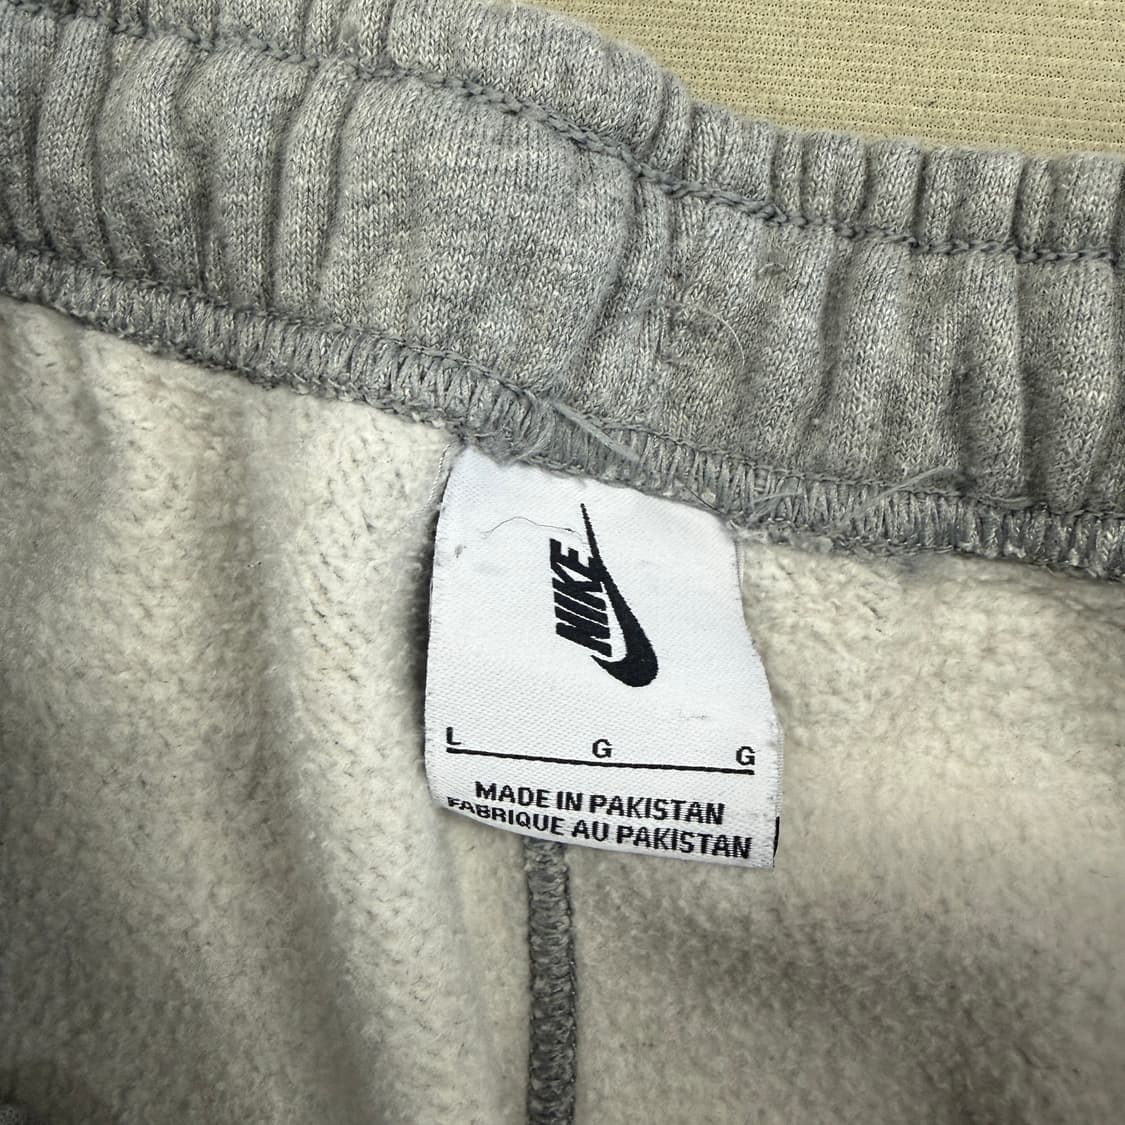 NIKE
L G G
MADE IN PAKISTAN
FABRIQUE AU PAKISTAN